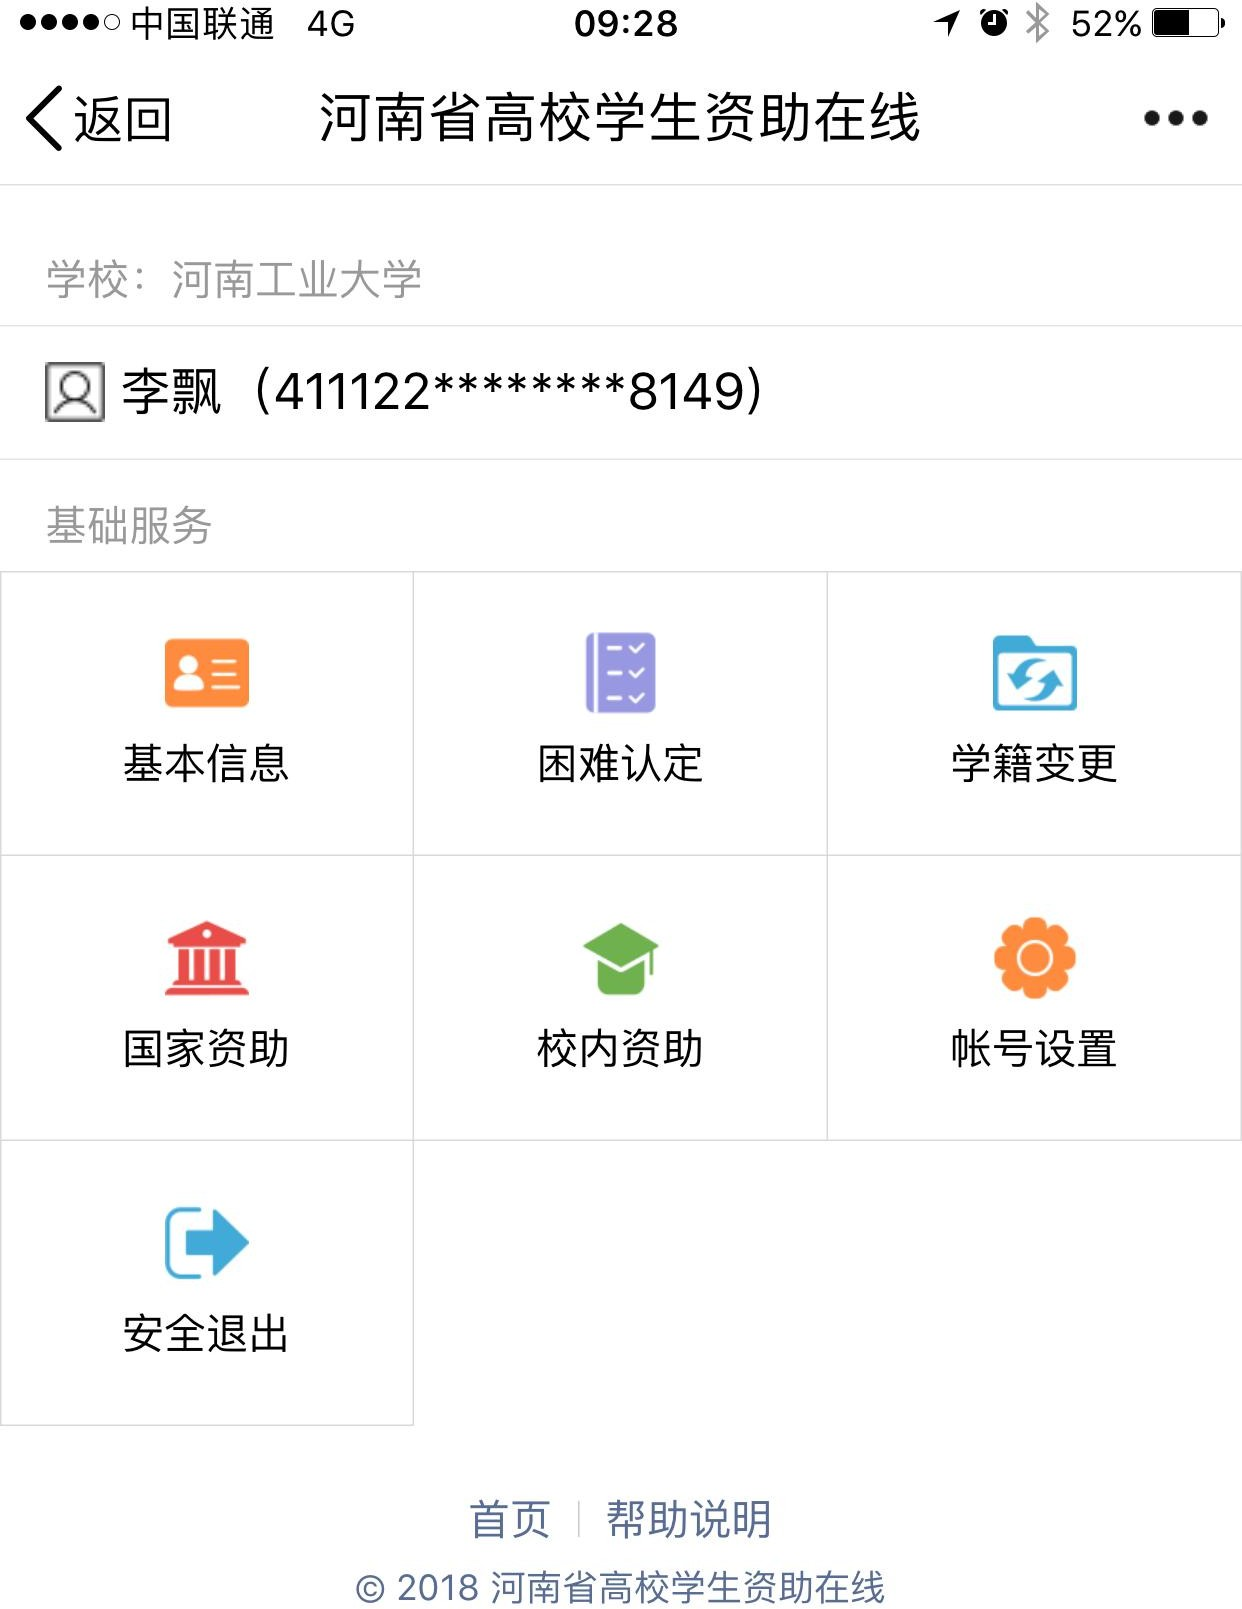 中国联通 4G 09:28 52%
返回 河南省高校学生资助在线
学校：河南工业大学
李飘（411122********8149）
基础服务
基本信息 困难认定 学籍变更
国家资助 校内资助 帐号设置
安全退出
首页 帮助说明
© 2018 河南省高校学生资助在线